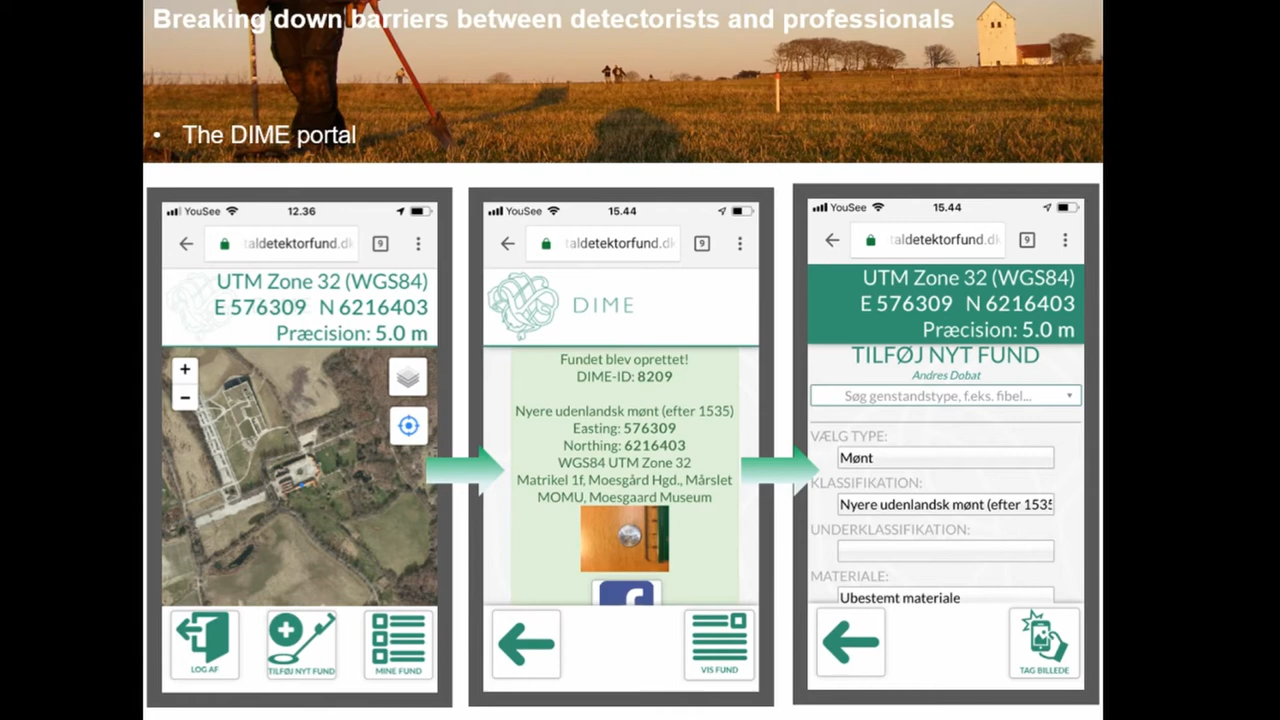 Breaking down barriers between detectorists and professionals
• The DIME portal
YouSee 12.36
taldetektorfund.dk 9
UTM Zone 32 (WGS84)
E 576309 N 6216403
Præcision: 5.0 m
+
-
LOG AF
TILFØJ NYT FUND
MINE FUND
YouSee 15.44
taldetektorfund.dk 9
DIME
Fundet blev oprettet!
DIME-ID: 8209
Nyere udenlandsk mønt (efter 1535)
Easting: 576309
Northing: 6216403
WGS84 UTM Zone 32
Matrikel 1f, Moesgård Hgd., Mårslet
MOMU, Moesgaard Museum
f
VIS FUND
YouSee 15.44
taldetektorfund.dk 9
UTM Zone 32 (WGS84)
E 576309 N 6216403
Præcision: 5.0 m
TILFØJ NYT FUND
Andres Dobat
Søg genstandstype, f.eks. fibel...
VÆLG TYPE:
Mønt
KLASSIFIKATION:
Nyere udenlandsk mønt (efter 1535
UNDERKLASSIFIKATION:
MATERIALE:
Ubestemt materiale
TAG BILLEDE